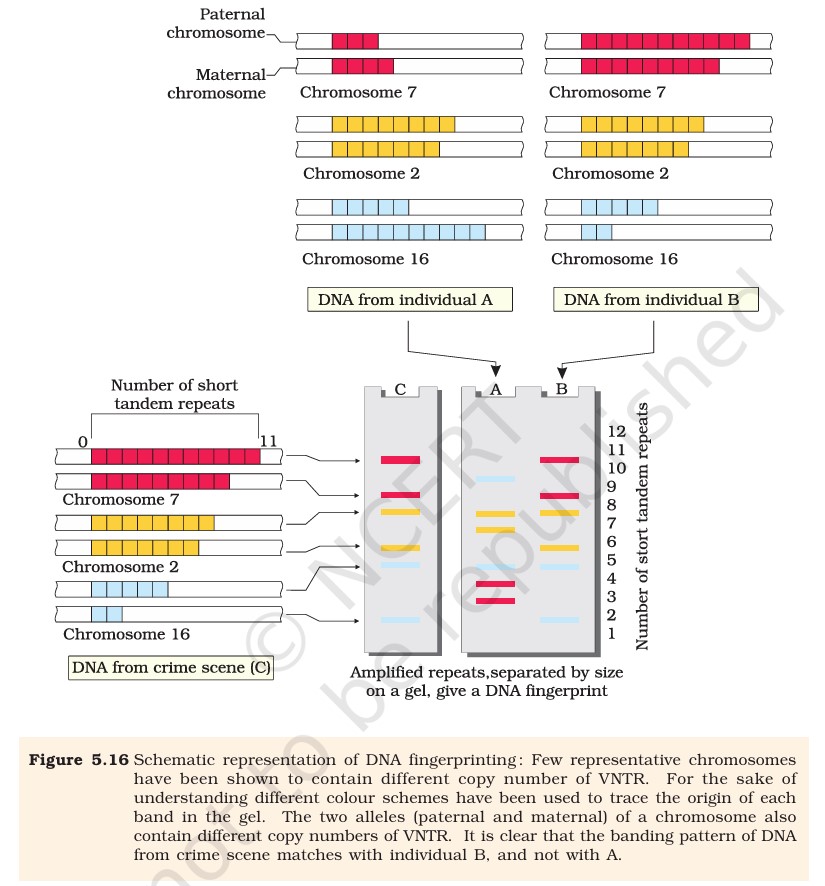 Paternal
chromosome
Maternal
chromosome
Chromosome 7
Chromosome 7
Chromosome 2
Chromosome 2
Chromosome 16
Chromosome 16
DNA from individual A
DNA from individual B
Number of short
tandem repeats
0
11
Chromosome 7
Chromosome 2
Chromosome 16
DNA from crime scene (C)
C
A
B
12
11
10
9
8
7
6
5
4
3
2
1
Number of stort tandem repeats
Amplified repeats,separated by size
on a gel, give a DNA fingerprint
© NCERT
not to be republished
Figure 5.16 Schematic representation of DNA fingerprinting: Few representative chromosomes
have been shown to contain different copy number of VNTR. For the sake of
understanding different colour schemes have been used to trace the origin of each
band in the gel. The two alleles (paternal and maternal) of a chromosome also
contain different copy numbers of VNTR. It is clear that the banding pattern of DNA
from crime scene matches with individual B, and not with A.